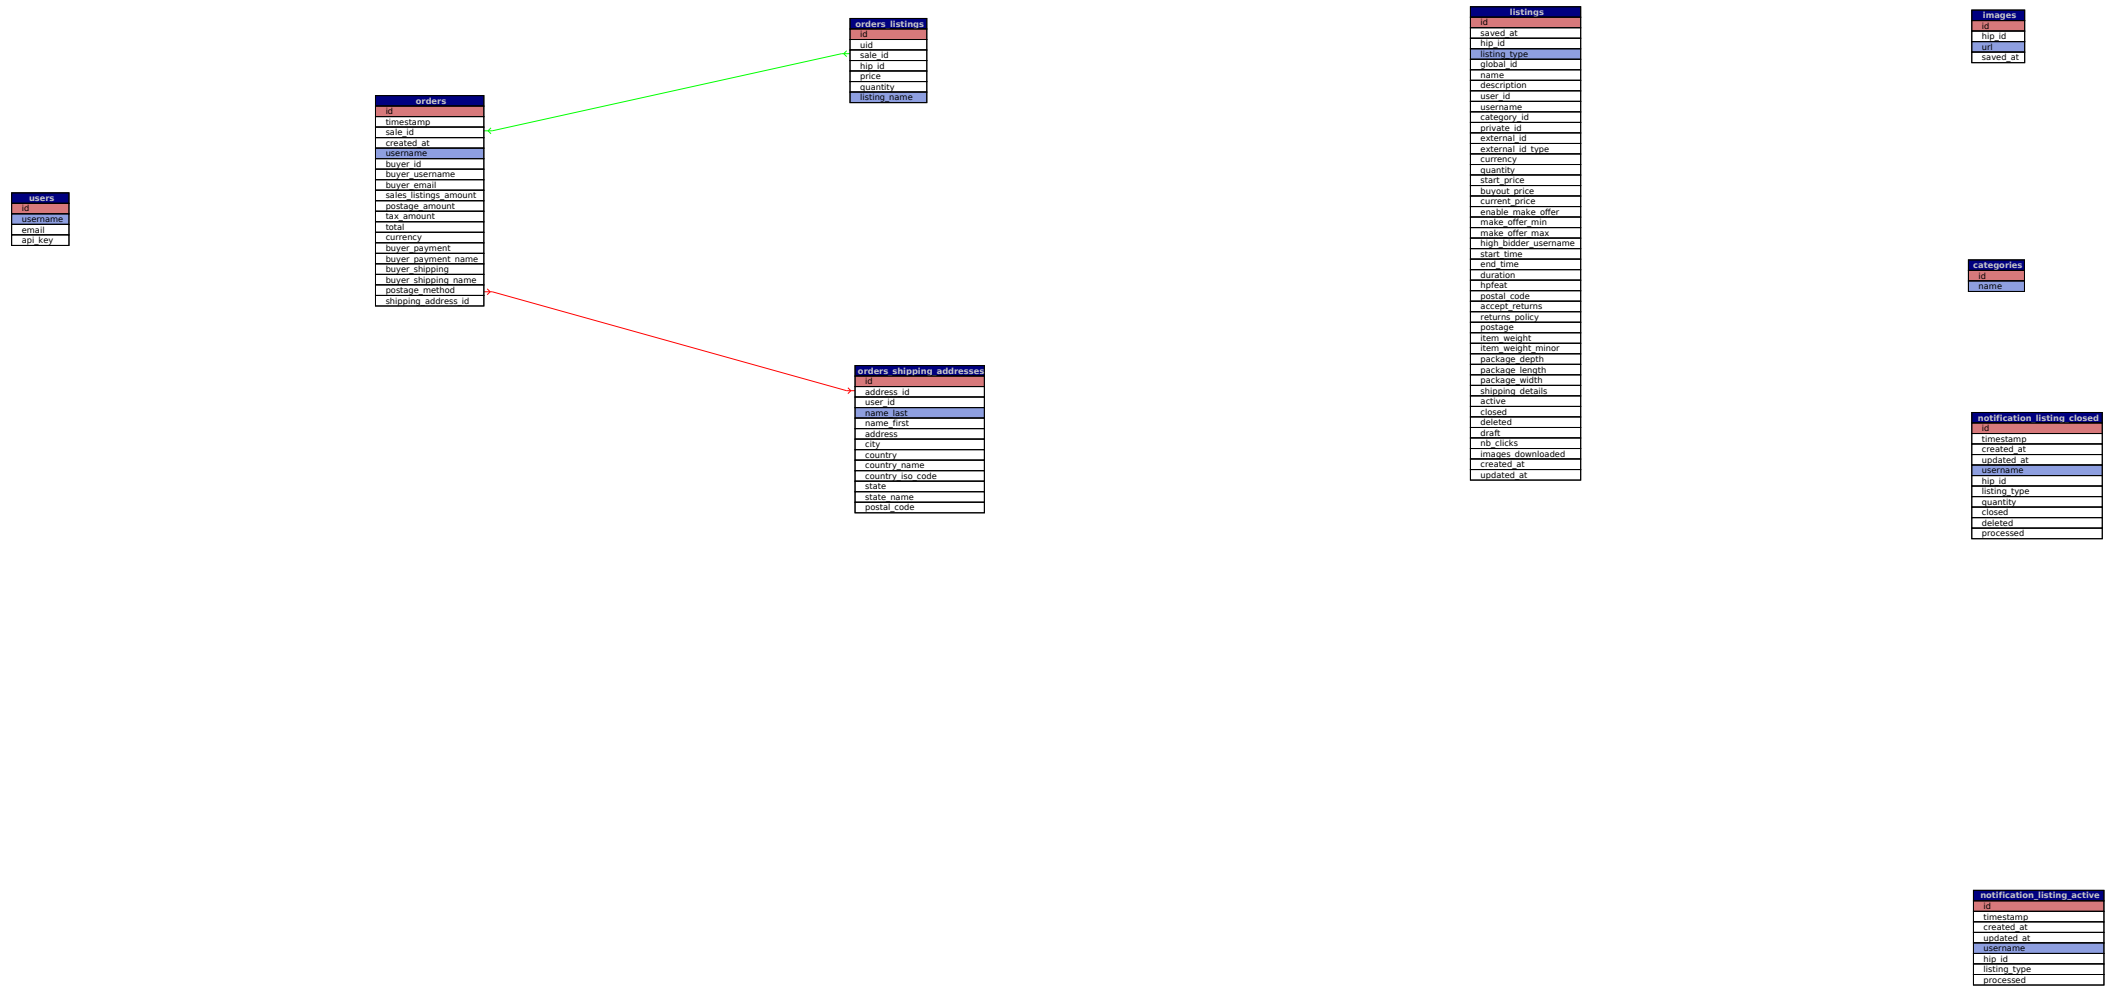 users
id
username
email
api_key
orders
id
timestamp
sale_id
created_at
username
buyer_id
buyer_username
buyer_email
sales_listings_amount
postage_amount
tax_amount
total
currency
buyer_payment
buyer_payment_name
buyer_shipping
buyer_shipping_name
postage_method
shipping_address_id
orders_listings
id
uid
sale_id
hip_id
price
quantity
listing_name
orders_shipping_addresses
id
address_id
user_id
name_last
name_first
address
city
country
country_name
country_iso_code
state
state_name
postal_code
listings
id
saved_at
hip_id
listing_type
global_id
name
description
user_id
username
category_id
private_id
external_id
external_id_type
currency
quantity
start_price
buyout_price
current_price
enable_make_offer
make_offer_min
make_offer_max
high_bidder_username
start_time
end_time
duration
hpfeat
postal_code
accept_returns
returns_policy
postage
item_weight
item_weight_minor
package_depth
package_length
package_width
shipping_details
active
closed
deleted
draft
nb_clicks
images_downloaded
created_at
updated_at
images
id
hip_id
url
saved_at
categories
id
name
notification_listing_closed
id
timestamp
created_at
updated_at
username
hip_id
listing_type
quantity
closed
deleted
processed
notification_listing_active
id
timestamp
created_at
updated_at
username
hip_id
listing_type
processed